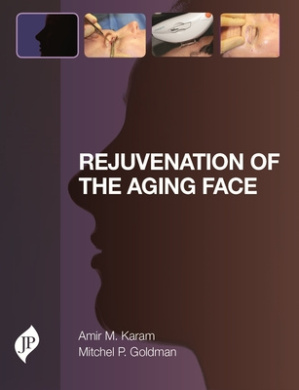 REJUVENATION OF
THE AGING FACE
Amir M. Karam
Mitchel P. Goldman
JP